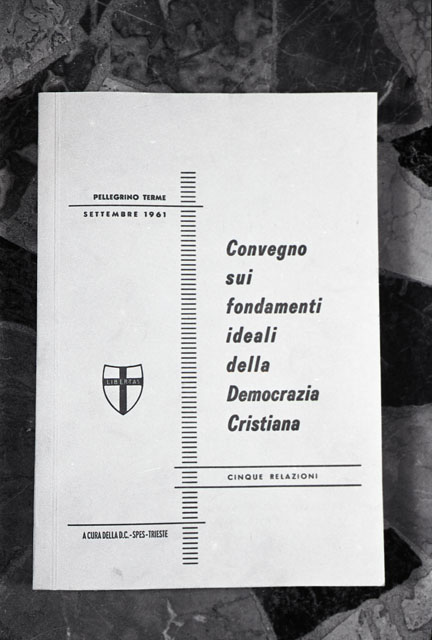 PELLEGRINO TERME
SETTEMBRE 1961
Convegno
sui
fondamenti
ideali
della
Democrazia
Cristiana
LIBERTAS
CINQUE RELAZIONI
A CURA DELLA D.C. - SPES - TRIESTE